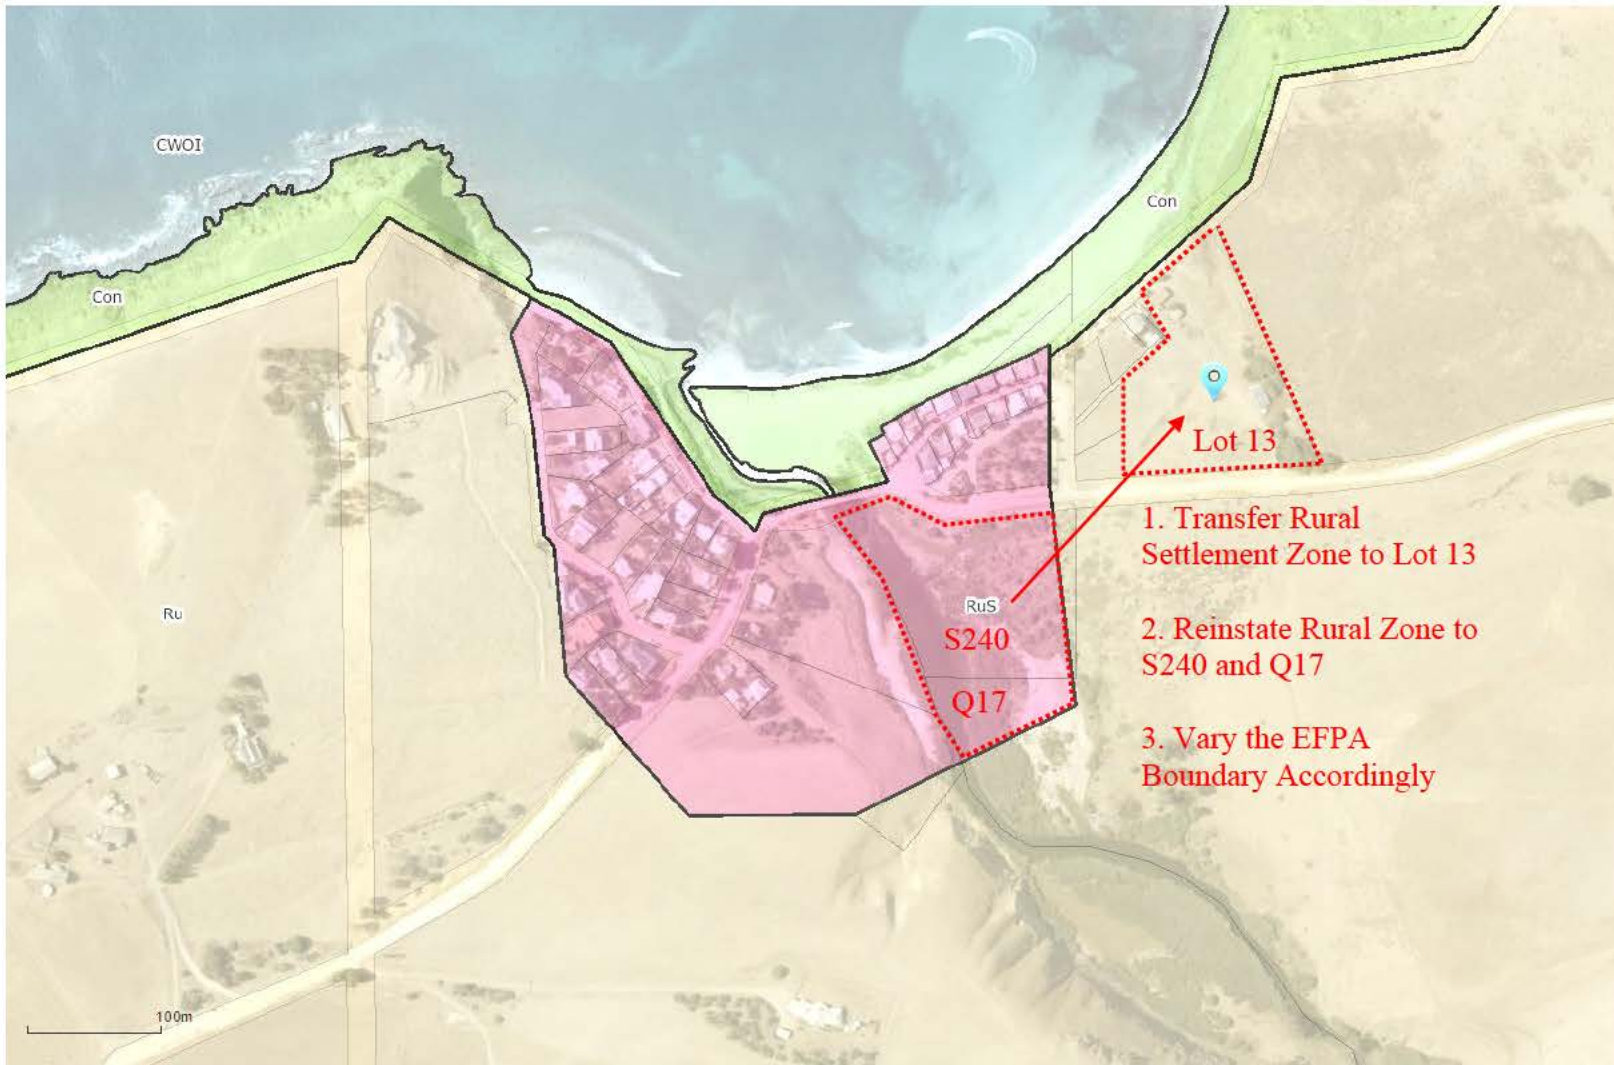 CWOI
Con
Con
Lot 13
1. Transfer Rural
Settlement Zone to Lot 13
RuS
S240
2. Reinstate Rural Zone to
S240 and Q17
Ru
Q17
3. Vary the EFPA
Boundary Accordingly
100m